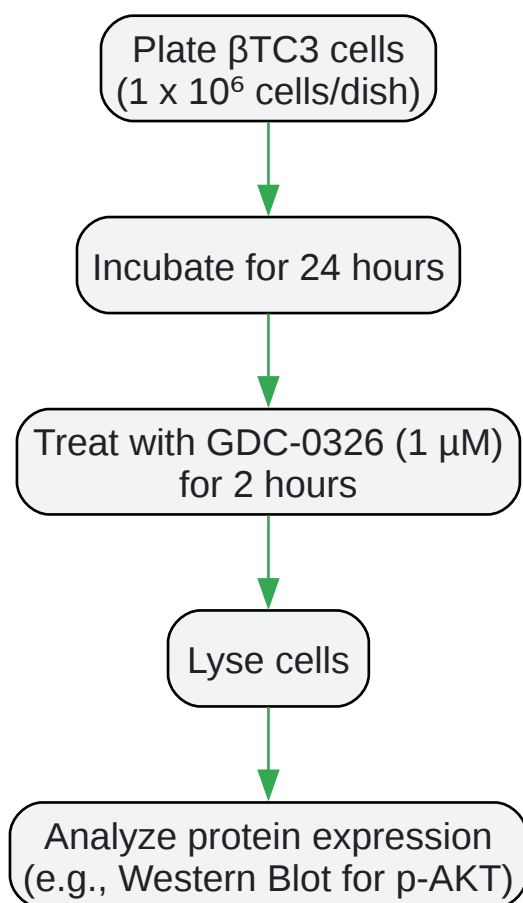 Plate βTC3 cells
(1 x 10⁶ cells/dish)
Incubate for 24 hours
Treat with GDC-0326 (1 µM)
for 2 hours
Lyse cells
Analyze protein expression
(e.g., Western Blot for p-AKT)